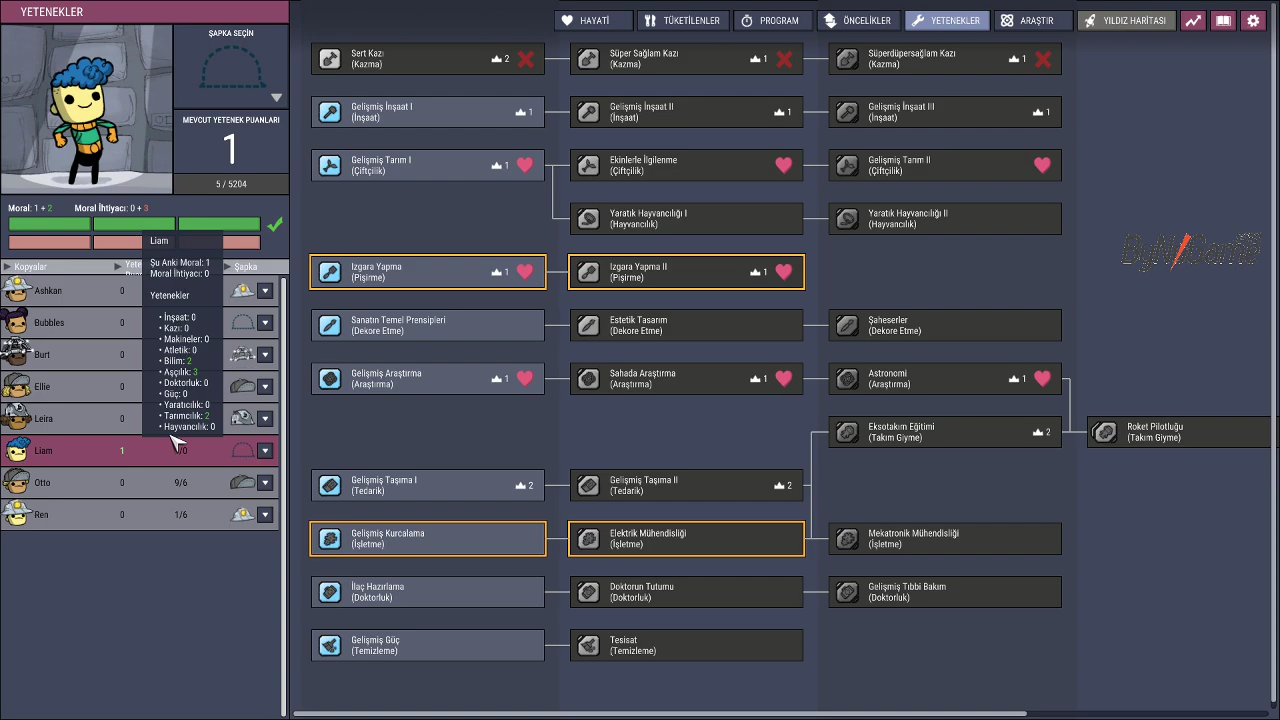 YETENEKLER
HAYATİ
TÜKETİLENLER
PROGRAM
ÖNCELİKLER
YETENEKLER
ARAŞTIR
YILDIZ HARİTASI
ŞAPKA SEÇİN
MEVCUT YETENEK PUANLARI
1
5 / 5204
Moral: 1 + 2
Moral İhtiyacı: 0 + 3
Kopyalar
Şapka
Ashkan 0
Bubbles 0
Burt 0
Ellie 0
Leira 0
Liam 1
Otto 0 9/6
Ren 0 1/6
Liam
Şu Anki Moral: 1
Moral İhtiyacı: 0
Yetenekler
• İnşaat: 0
• Kazı: 0
• Makineler: 0
• Atletik: 0
• Bilim: 2
• Aşçılık: 3
• Doktorluk: 0
• Güç: 0
• Yaratıcılık: 0
• Tarımcılık: 2
• Hayvancılık: 0
Sert Kazı
(Kazma)
2
Süper Sağlam Kazı
(Kazma)
1
Süperdüpersağlam Kazı
(Kazma)
1
Gelişmiş İnşaat I
(İnşaat)
1
Gelişmiş İnşaat II
(İnşaat)
1
Gelişmiş İnşaat III
(İnşaat)
1
Gelişmiş Tarım I
(Çiftçilik)
1
Ekinlerle İlgilenme
(Çiftçilik)
Gelişmiş Tarım II
(Çiftçilik)
Yaratık Hayvancılığı I
(Hayvancılık)
Yaratık Hayvancılığı II
(Hayvancılık)
Izgara Yapma
(Pişirme)
1
Izgara Yapma II
(Pişirme)
1
Sanatın Temel Prensipleri
(Dekore Etme)
Estetik Tasarım
(Dekore Etme)
Şaheserler
(Dekore Etme)
Gelişmiş Araştırma
(Araştırma)
1
Sahada Araştırma
(Araştırma)
1
Astronomi
(Araştırma)
1
Eksotakım Eğitimi
(Takım Giyme)
2
Roket Pilotluğu
(Takım Giyme)
Gelişmiş Taşıma I
(Tedarik)
2
Gelişmiş Taşıma II
(Tedarik)
2
Gelişmiş Kurcalama
(İşletme)
Elektrik Mühendisliği
(İşletme)
Mekatronik Mühendisliği
(İşletme)
İlaç Hazırlama
(Doktorluk)
Doktorun Tutumu
(Doktorluk)
Gelişmiş Tıbbi Bakım
(Doktorluk)
Gelişmiş Güç
(Temizleme)
Tesisat
(Temizleme)